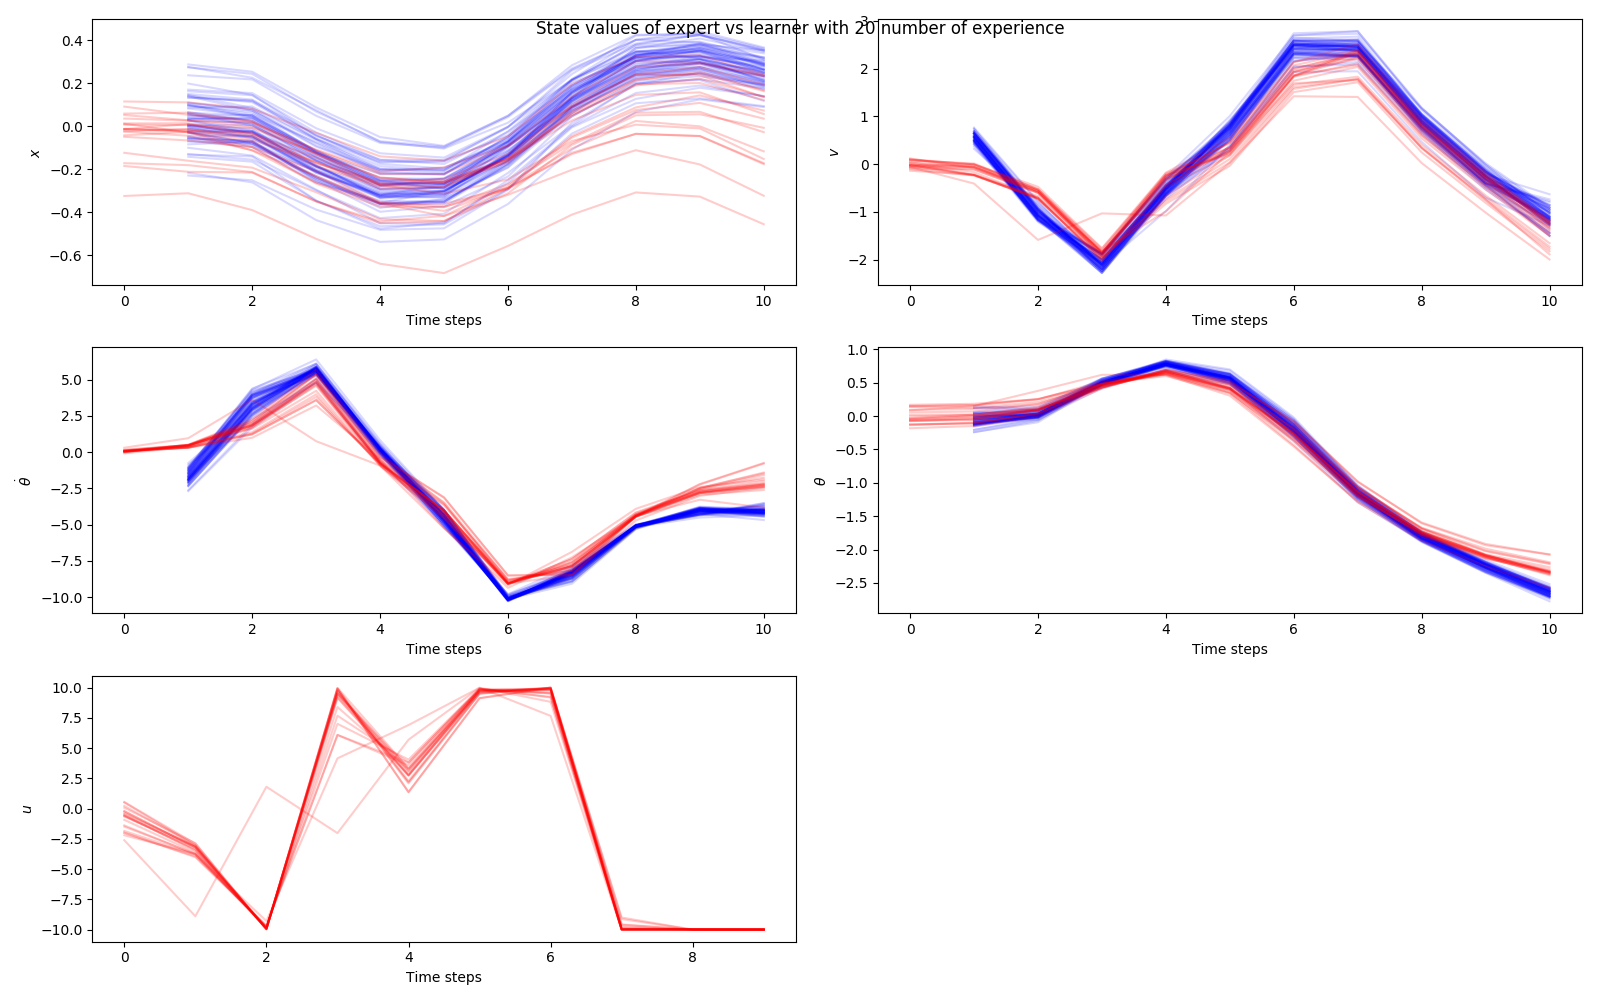 State values of expert vs learner with 20 number of experience
0.4
0.2
0.0
−0.2
−0.4
−0.6
x
0 2 4 6 8 10
Time steps
3
2
1
0
−1
−2
v
0 2 4 6 8 10
Time steps
5.0
2.5
0.0
−2.5
−5.0
−7.5
−10.0
θ̇
0 2 4 6 8 10
Time steps
1.0
0.5
0.0
−0.5
−1.0
−1.5
−2.0
−2.5
θ
0 2 4 6 8 10
Time steps
10.0
7.5
5.0
2.5
0.0
−2.5
−5.0
−7.5
−10.0
u
0 2 4 6 8
Time steps